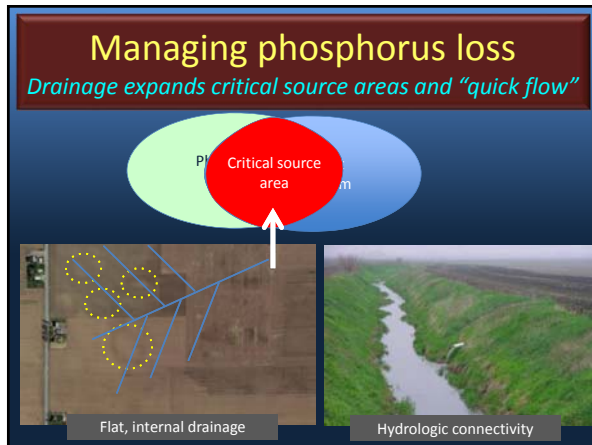 Managing phosphorus loss
Drainage expands critical source areas and “quick flow”
Critical source
area
Flat, internal drainage
Hydrologic connectivity